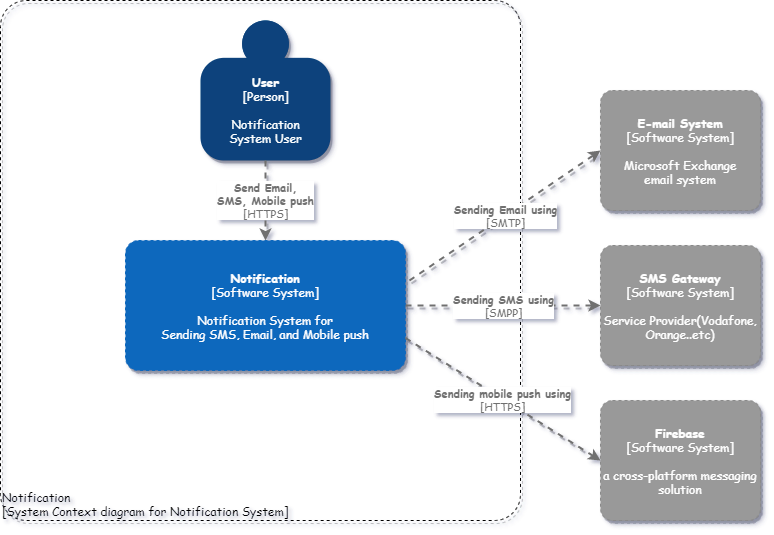 User
[Person]
Notification
System User
Send Email,
SMS, Mobile push
[HTTPS]
Notification
[Software System]
Notification System for
Sending SMS, Email, and Mobile push
Sending Email using
[SMTP]
Sending SMS using
[SMPP]
Sending mobile push using
[HTTPS]
E-mail System
[Software System]
Microsoft Exchange
email system
SMS Gateway
[Software System]
Service Provider(Vodafone,
Orange..etc)
Firebase
[Software System]
a cross-platform messaging
solution
Notification
[System Context diagram for Notification System]